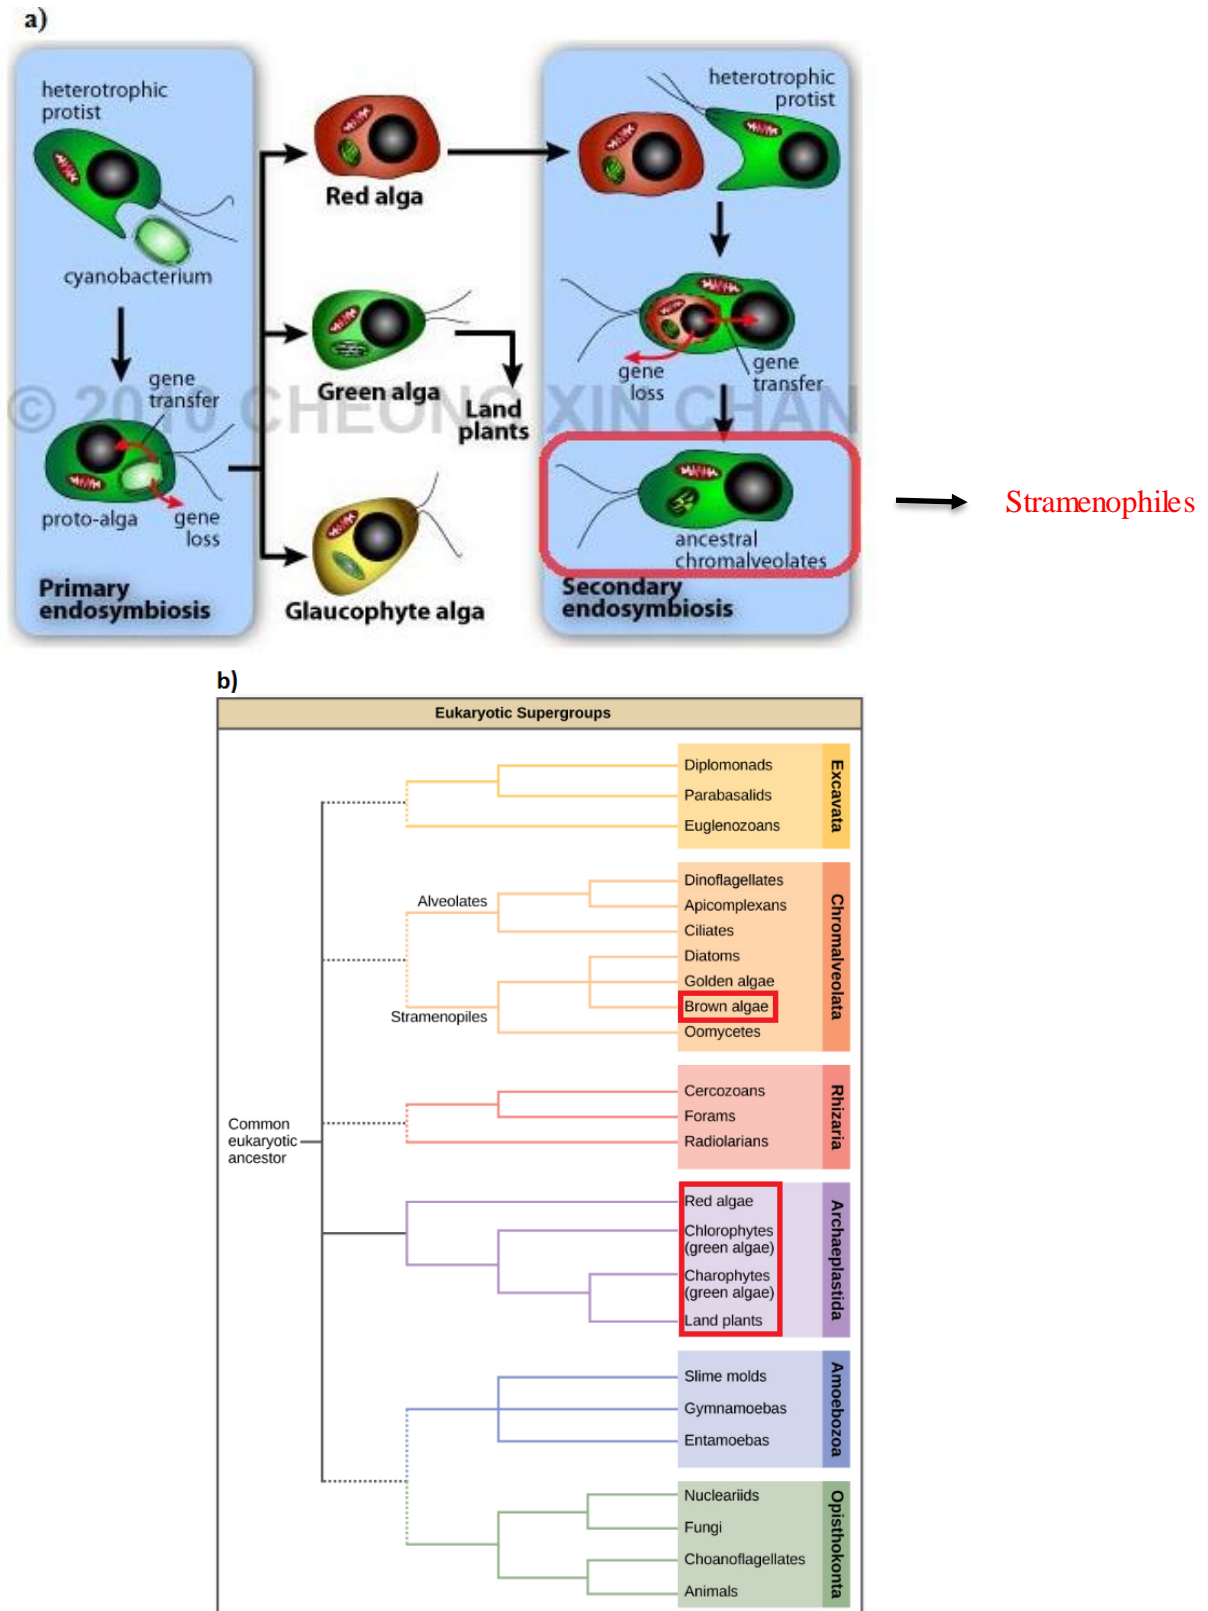 a)
heterotrophic
protist
cyanobacterium
gene
transfer
proto-alga
gene
loss
Primary
endosymbiosis
Red alga
Green alga
Land
plants
Glaucophyte alga
heterotrophic
protist
gene
loss
gene
transfer
ancestral
chromalveolates
Secondary
endosymbiosis
© 2010 CHEONG XIN CHAN
Stramenophiles
b)
Eukaryotic Supergroups
Common
eukaryotic
ancestor
Diplomonads
Parabasalids
Euglenozoans
Excavata
Alveolates
Stramenopiles
Dinoflagellates
Apicomplexans
Ciliates
Diatoms
Golden algae
Brown algae
Oomycetes
Chromalveolata
Cercozoans
Forams
Radiolarians
Rhizaria
Red algae
Chlorophytes
(green algae)
Charophytes
(green algae)
Land plants
Archaeplastida
Slime molds
Gymnamoebas
Entamoebas
Amoebozoa
Nucleariids
Fungi
Choanoflagellates
Animals
Opisthokonta